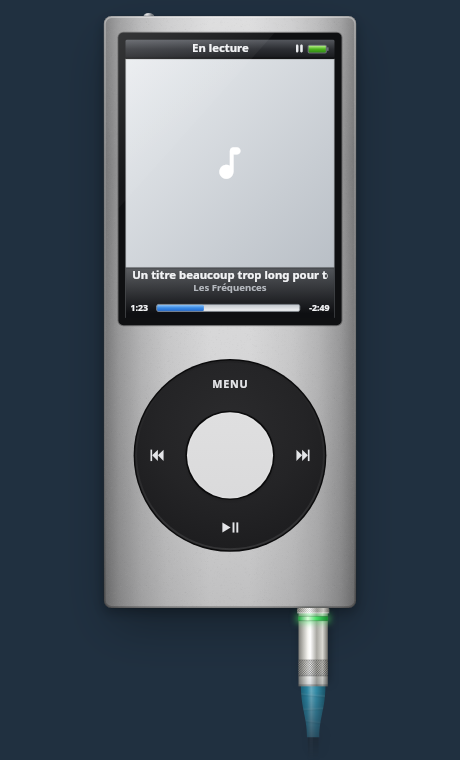 En lecture
Un titre beaucoup trop long pour t
Les Fréquences
1:23 -2:49
MENU